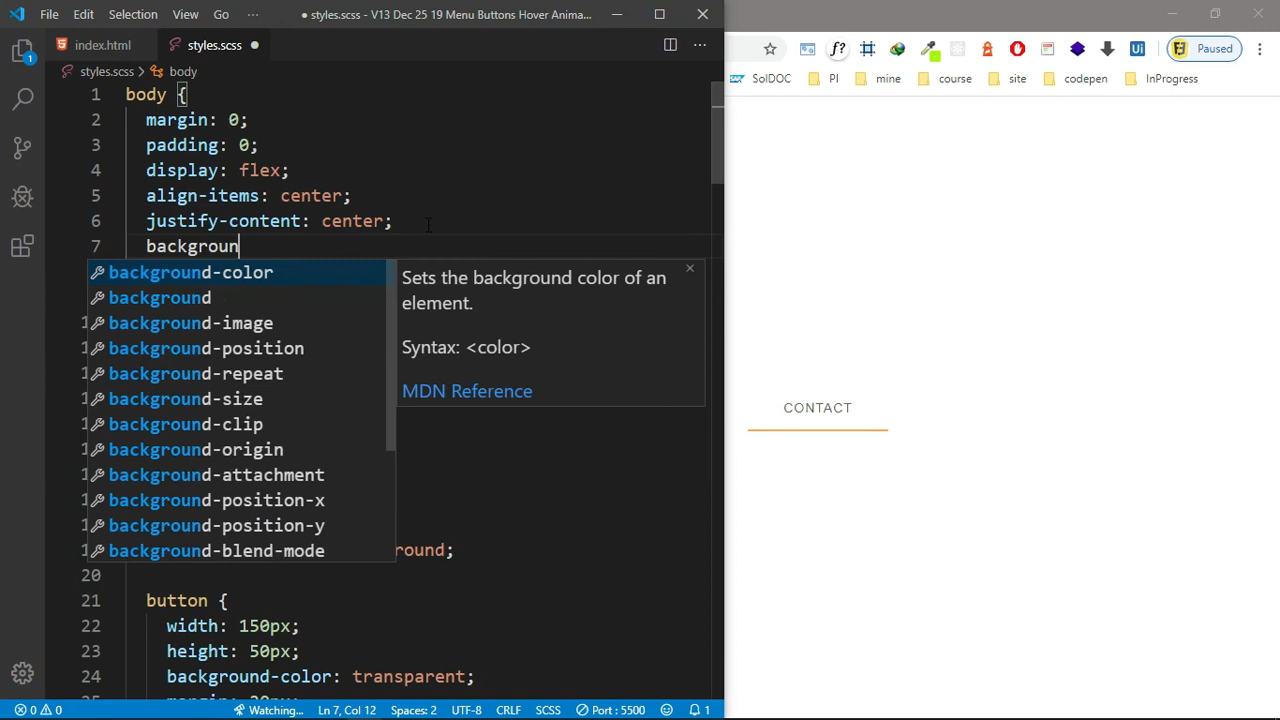 File Edit Selection View Go ··· ● styles.scss - V13 Dec 25 19 Menu Buttons Hover Anima...
index.html styles.scss ●
styles.scss > body
1 body {
2 margin: 0;
3 padding: 0;
4 display: flex;
5 align-items: center;
6 justify-content: center;
7 backgroun
background-color
background
background-image
background-position
background-repeat
background-size
background-clip
background-origin
background-attachment
background-position-x
background-position-y
background-blend-mode
Sets the background color of an
element.
Syntax: <color>
MDN Reference
round;
20
21 button {
22 width: 150px;
23 height: 50px;
24 background-color: transparent;
0 0 Watching... Ln 7, Col 12 Spaces: 2 UTF-8 CRLF SCSS Port : 5500 1
f? Ui Paused
SolDOC PI mine course site codepen InProgress
CONTACT
1